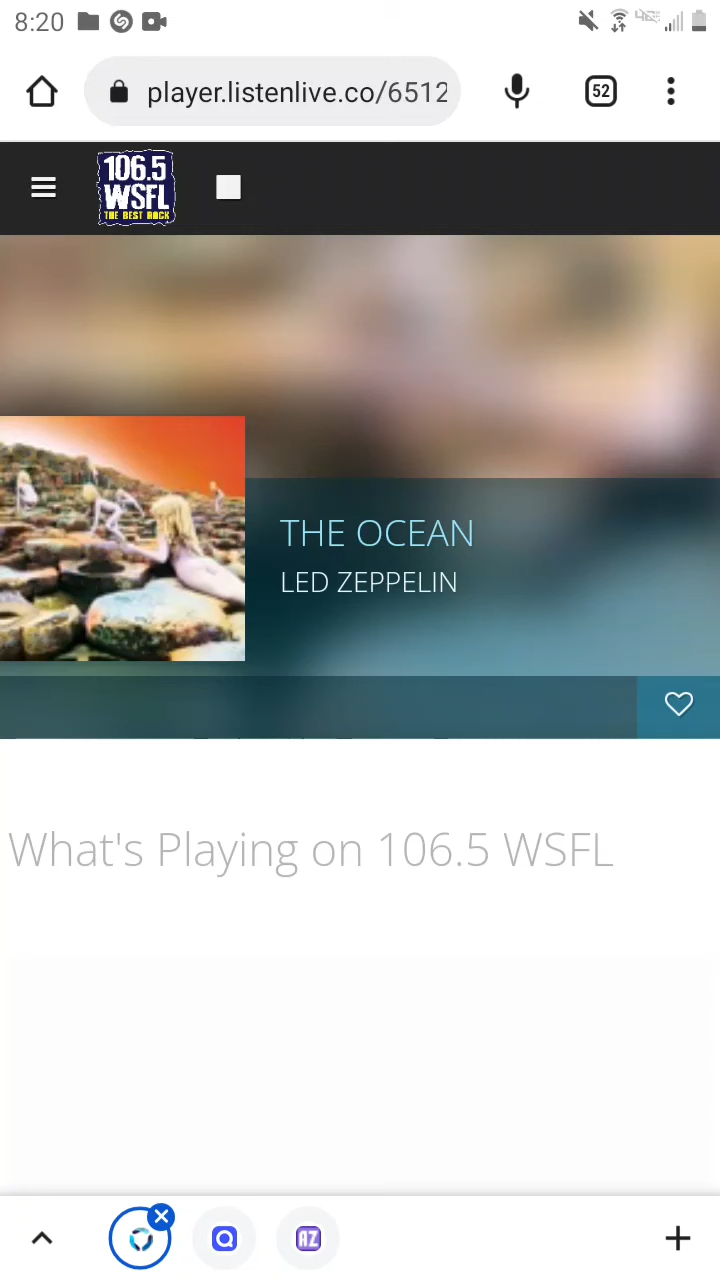 8:20
player.listenlive.co/6512
52
106.5
WSFL
THE BEST ROCK
THE OCEAN
LED ZEPPELIN
What's Playing on 106.5 WSFL
AZ